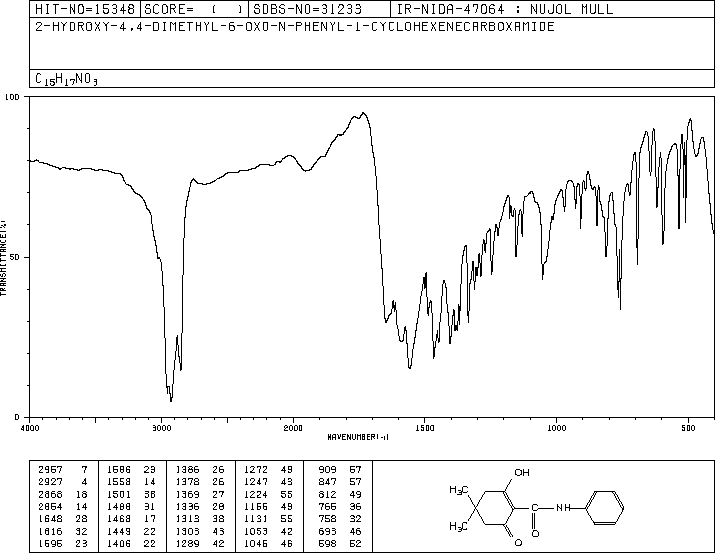 HIT-NO=15348 SCORE= ( ) SDBS-NO=31233 IR-NIDA-47064 : NUJOL MULL
2-HYDROXY-4,4-DIMETHYL-6-OXO-N-PHENYL-1-CYCLOHEXENECARBOXAMIDE
C15H17NO3
100
50
0
TRANSMITTANCE(%)
4000 3000 2000 1500 1000 500
WAVENUMBER(-1)
2957 7 1586 23 1386 26 1272 49 909 57
2927 4 1558 14 1378 26 1247 43 847 57
2868 18 1501 38 1369 27 1224 55 812 49
2854 14 1488 31 1336 28 1155 49 766 36
1648 28 1468 17 1313 38 1131 55 758 32
1616 32 1449 22 1303 43 1053 42 693 46
1595 23 1406 22 1289 42 1046 46 598 52
OH
H3C
H3C
O
O
NH